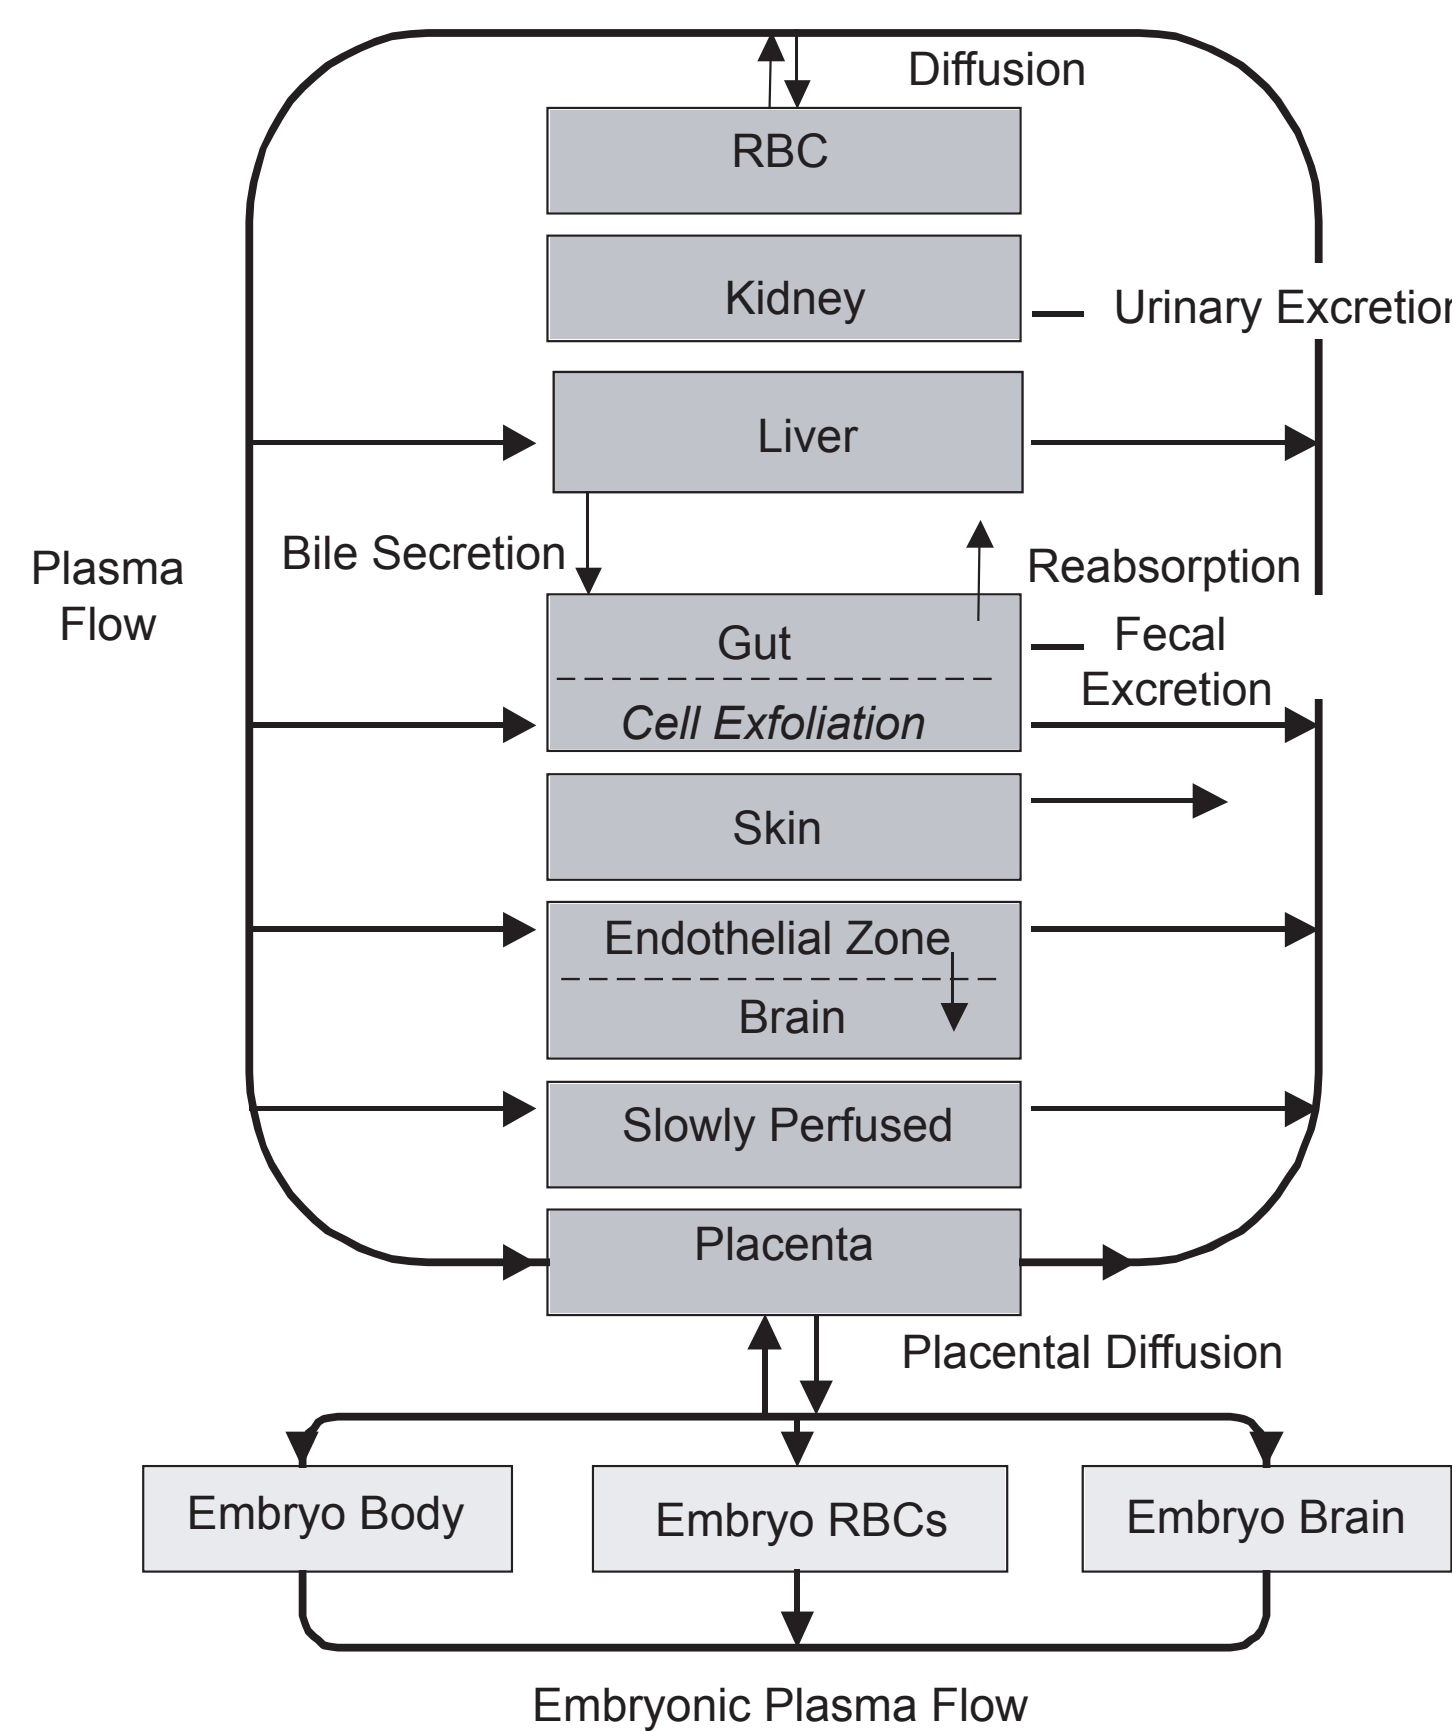 Diffusion
RBC
Kidney
Urinary Excretion
Liver
Bile Secretion
Reabsorption
Plasma
Flow
Gut
Fecal
Excretion
Cell Exfoliation
Skin
Endothelial Zone
Brain
Slowly Perfused
Placenta
Placental Diffusion
Embryo Body
Embryo RBCs
Embryo Brain
Embryonic Plasma Flow